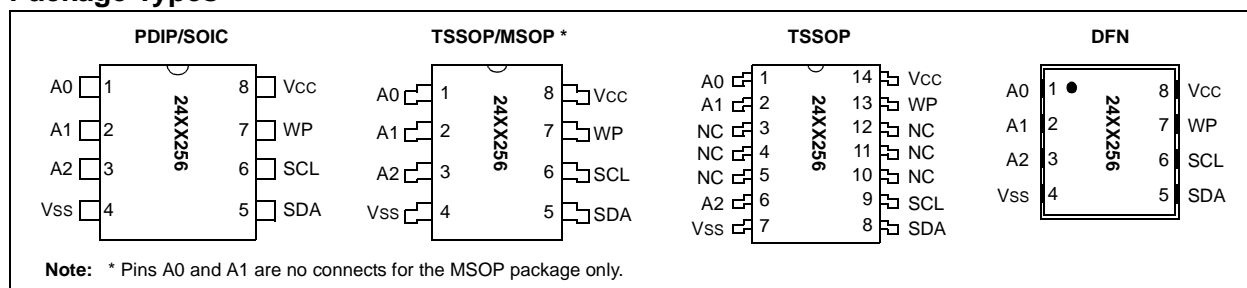 Package Types
PDIP/SOIC
A0 1 8 Vcc
A1 2 7 WP
A2 3 6 SCL
Vss 4 5 SDA
24XX256
TSSOP/MSOP *
A0 1 8 Vcc
A1 2 7 WP
A2 3 6 SCL
Vss 4 5 SDA
24XX256
TSSOP
A0 1 14 Vcc
A1 2 13 WP
NC 3 12 NC
NC 4 11 NC
NC 5 10 NC
A2 6 9 SCL
Vss 7 8 SDA
24XX256
DFN
A0 1 8 Vcc
A1 2 7 WP
A2 3 6 SCL
Vss 4 5 SDA
24XX256
Note: * Pins A0 and A1 are no connects for the MSOP package only.